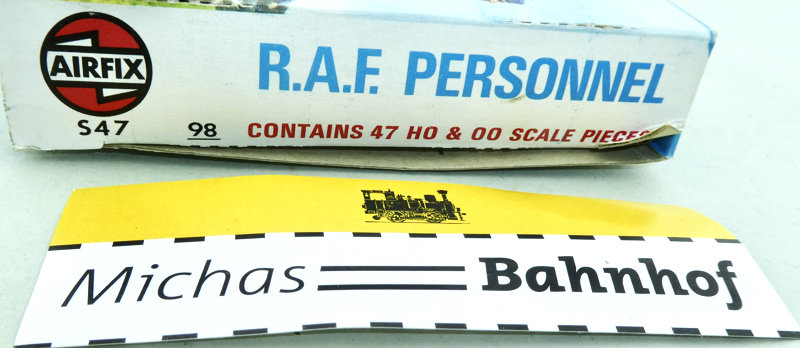 AIRFIX
R.A.F. PERSONNEL
S47 98 CONTAINS 47 HO & OO SCALE PIECES
Michas Bahnhof